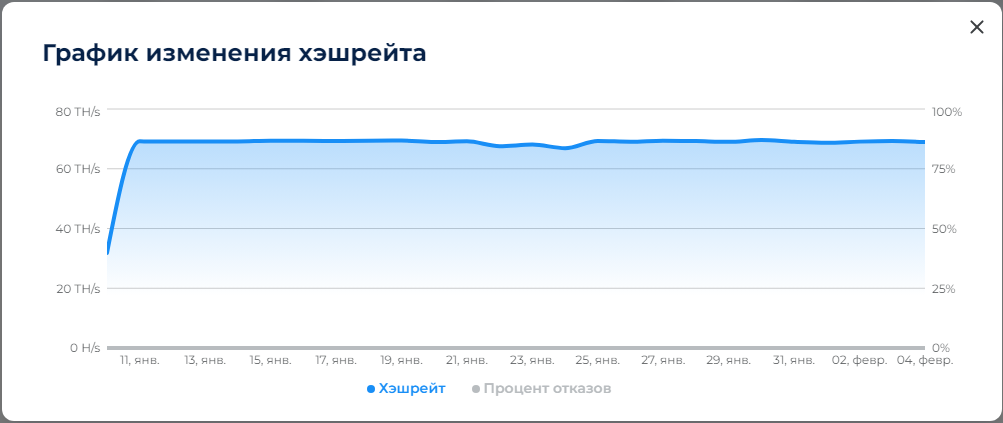 График изменения хэшрейта
80 TH/s
100%
60 TH/s
75%
40 TH/s
50%
20 TH/s
25%
0 H/s
0%
11, янв. 13, янв. 15, янв. 17, янв. 19, янв. 21, янв. 23, янв. 25, янв. 27, янв. 29, янв. 31, янв. 02, февр. 04, февр.
Хэшрейт Процент отказов